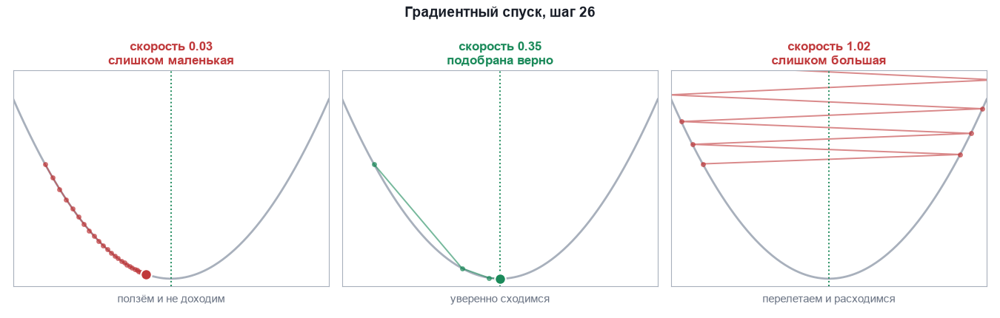 Градиентный спуск, шаг 26
скорость 0.03
слишком маленькая
скорость 0.35
подобрана верно
скорость 1.02
слишком большая
ползём и не доходим
уверенно сходимся
перелетаем и расходимся